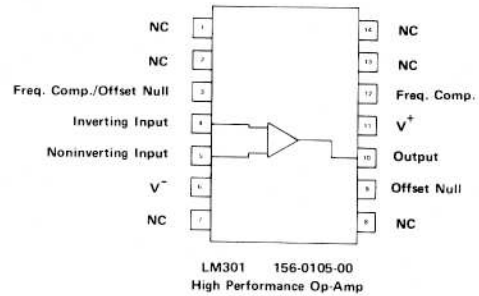 NC 1 14 NC
NC 2 13 NC
Freq. Comp./Offset Null 3 12 Freq. Comp.
Inverting Input 4 11 V+
Noninverting Input 5 10 Output
V- 6 9 Offset Null
NC 7 8 NC
LM301 156-0105-00
High Performance Op-Amp